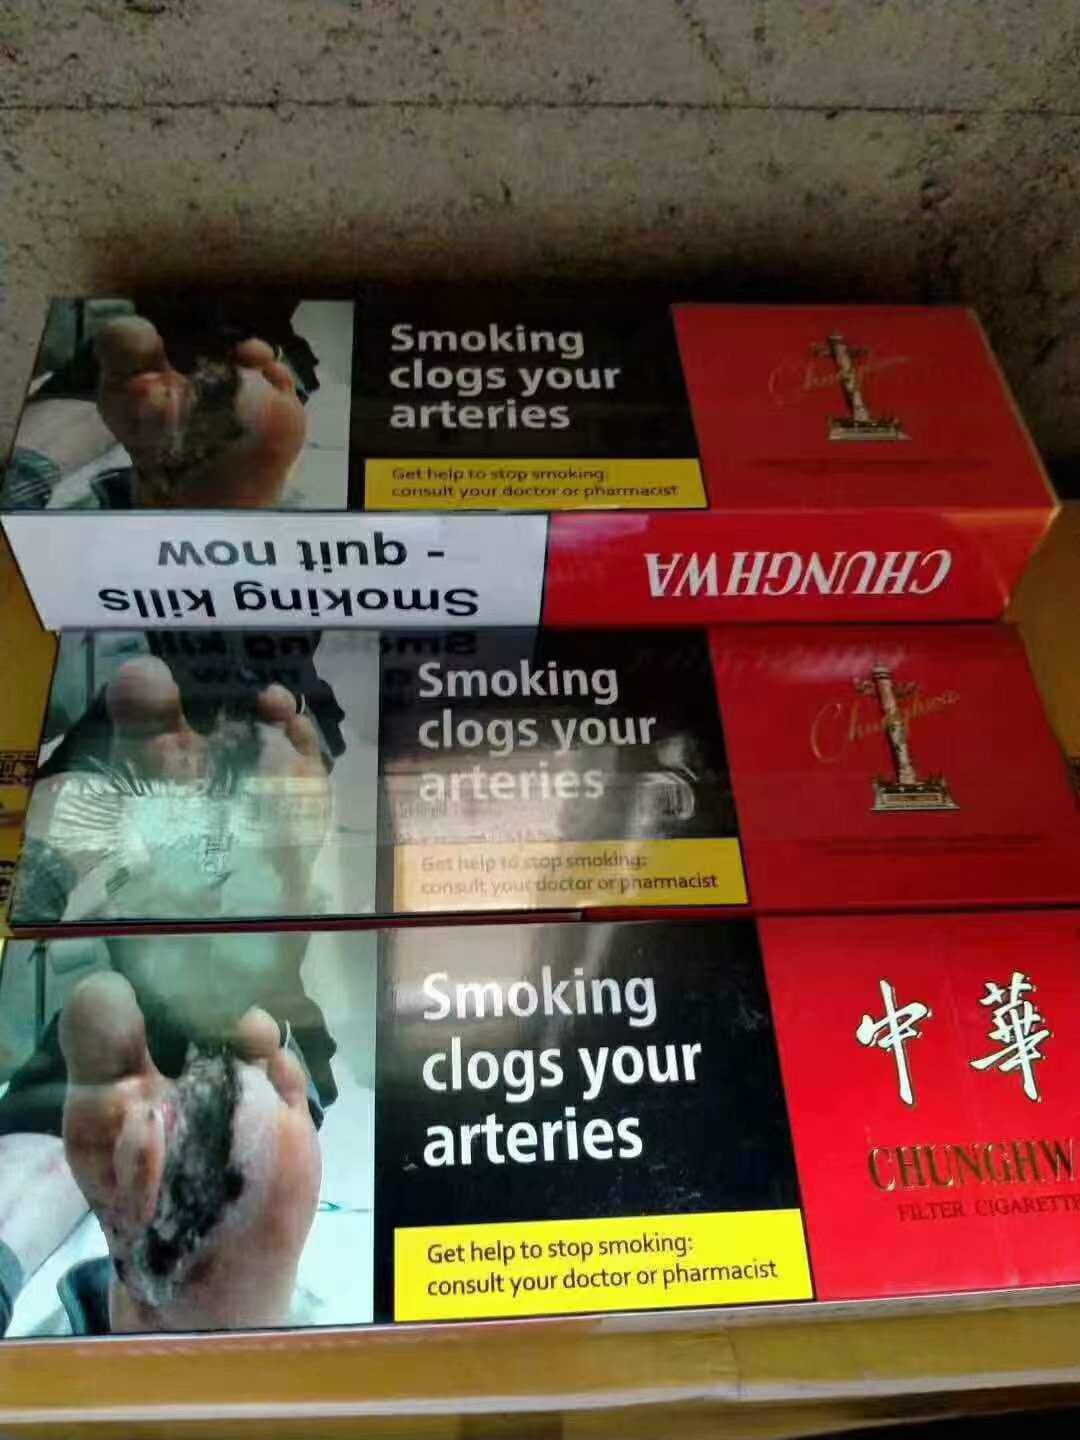 Smoking
clogs your
arteries
Get help to stop smoking:
consult your doctor or pharmacist
Chunghwa
Smoking kills
- quit now
CHUNGHWA
Smoking
clogs your
arteries
Get help to stop smoking:
consult your doctor or pharmacist
Chunghwa
Smoking
clogs your
arteries
Get help to stop smoking:
consult your doctor or pharmacist
中華
CHUNGHW
FILTER CIGARETTE